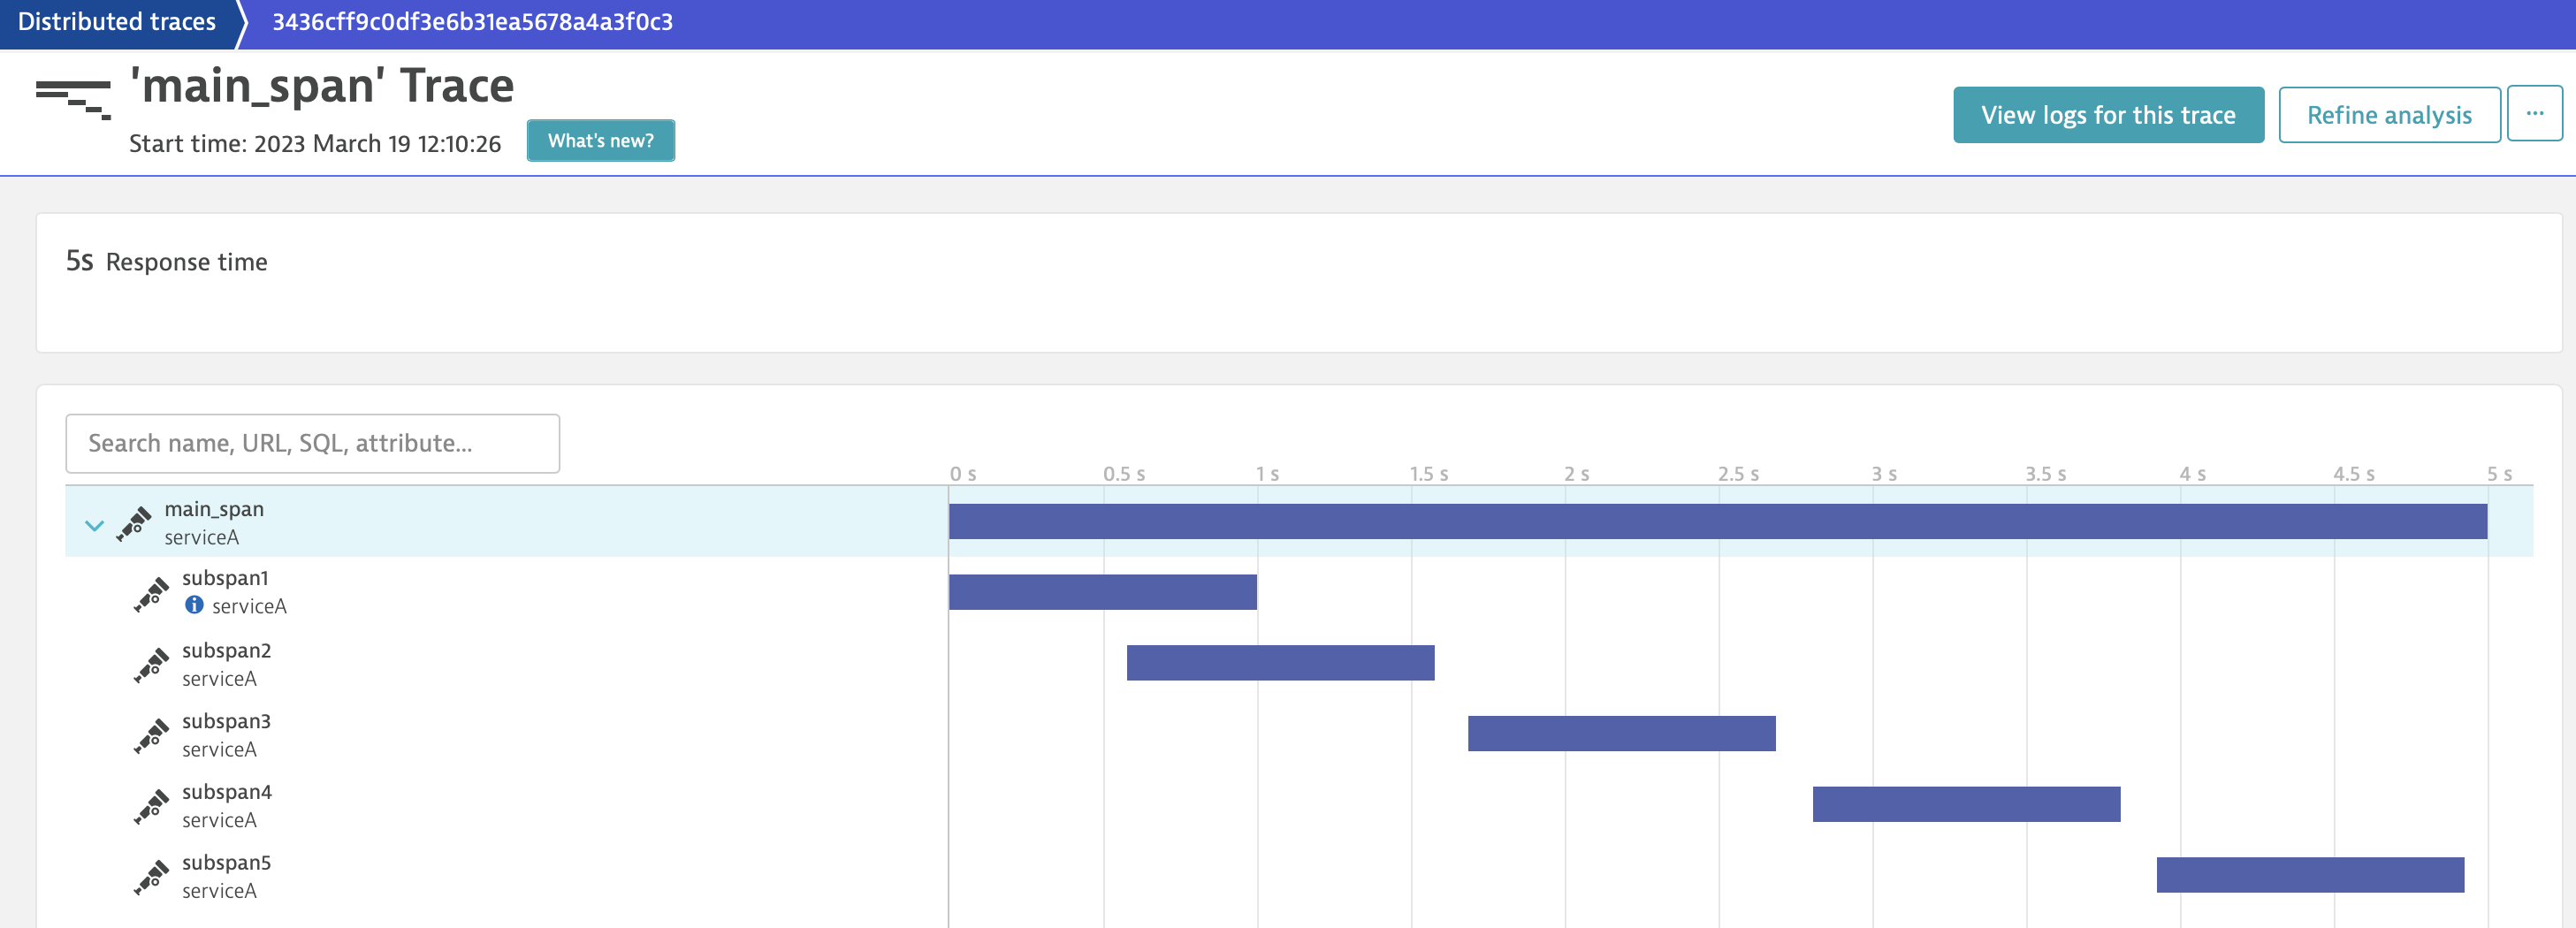 Distributed traces
3436cff9c0df3e6b31ea5678a4a3f0c3
'main_span' Trace
Start time: 2023 March 19 12:10:26
What's new?
View logs for this trace
Refine analysis
...
5s Response time
Search name, URL, SQL, attribute...
0 s 0.5 s 1 s 1.5 s 2 s 2.5 s 3 s 3.5 s 4 s 4.5 s 5 s
main_span
serviceA
subspan1
serviceA
subspan2
serviceA
subspan3
serviceA
subspan4
serviceA
subspan5
serviceA